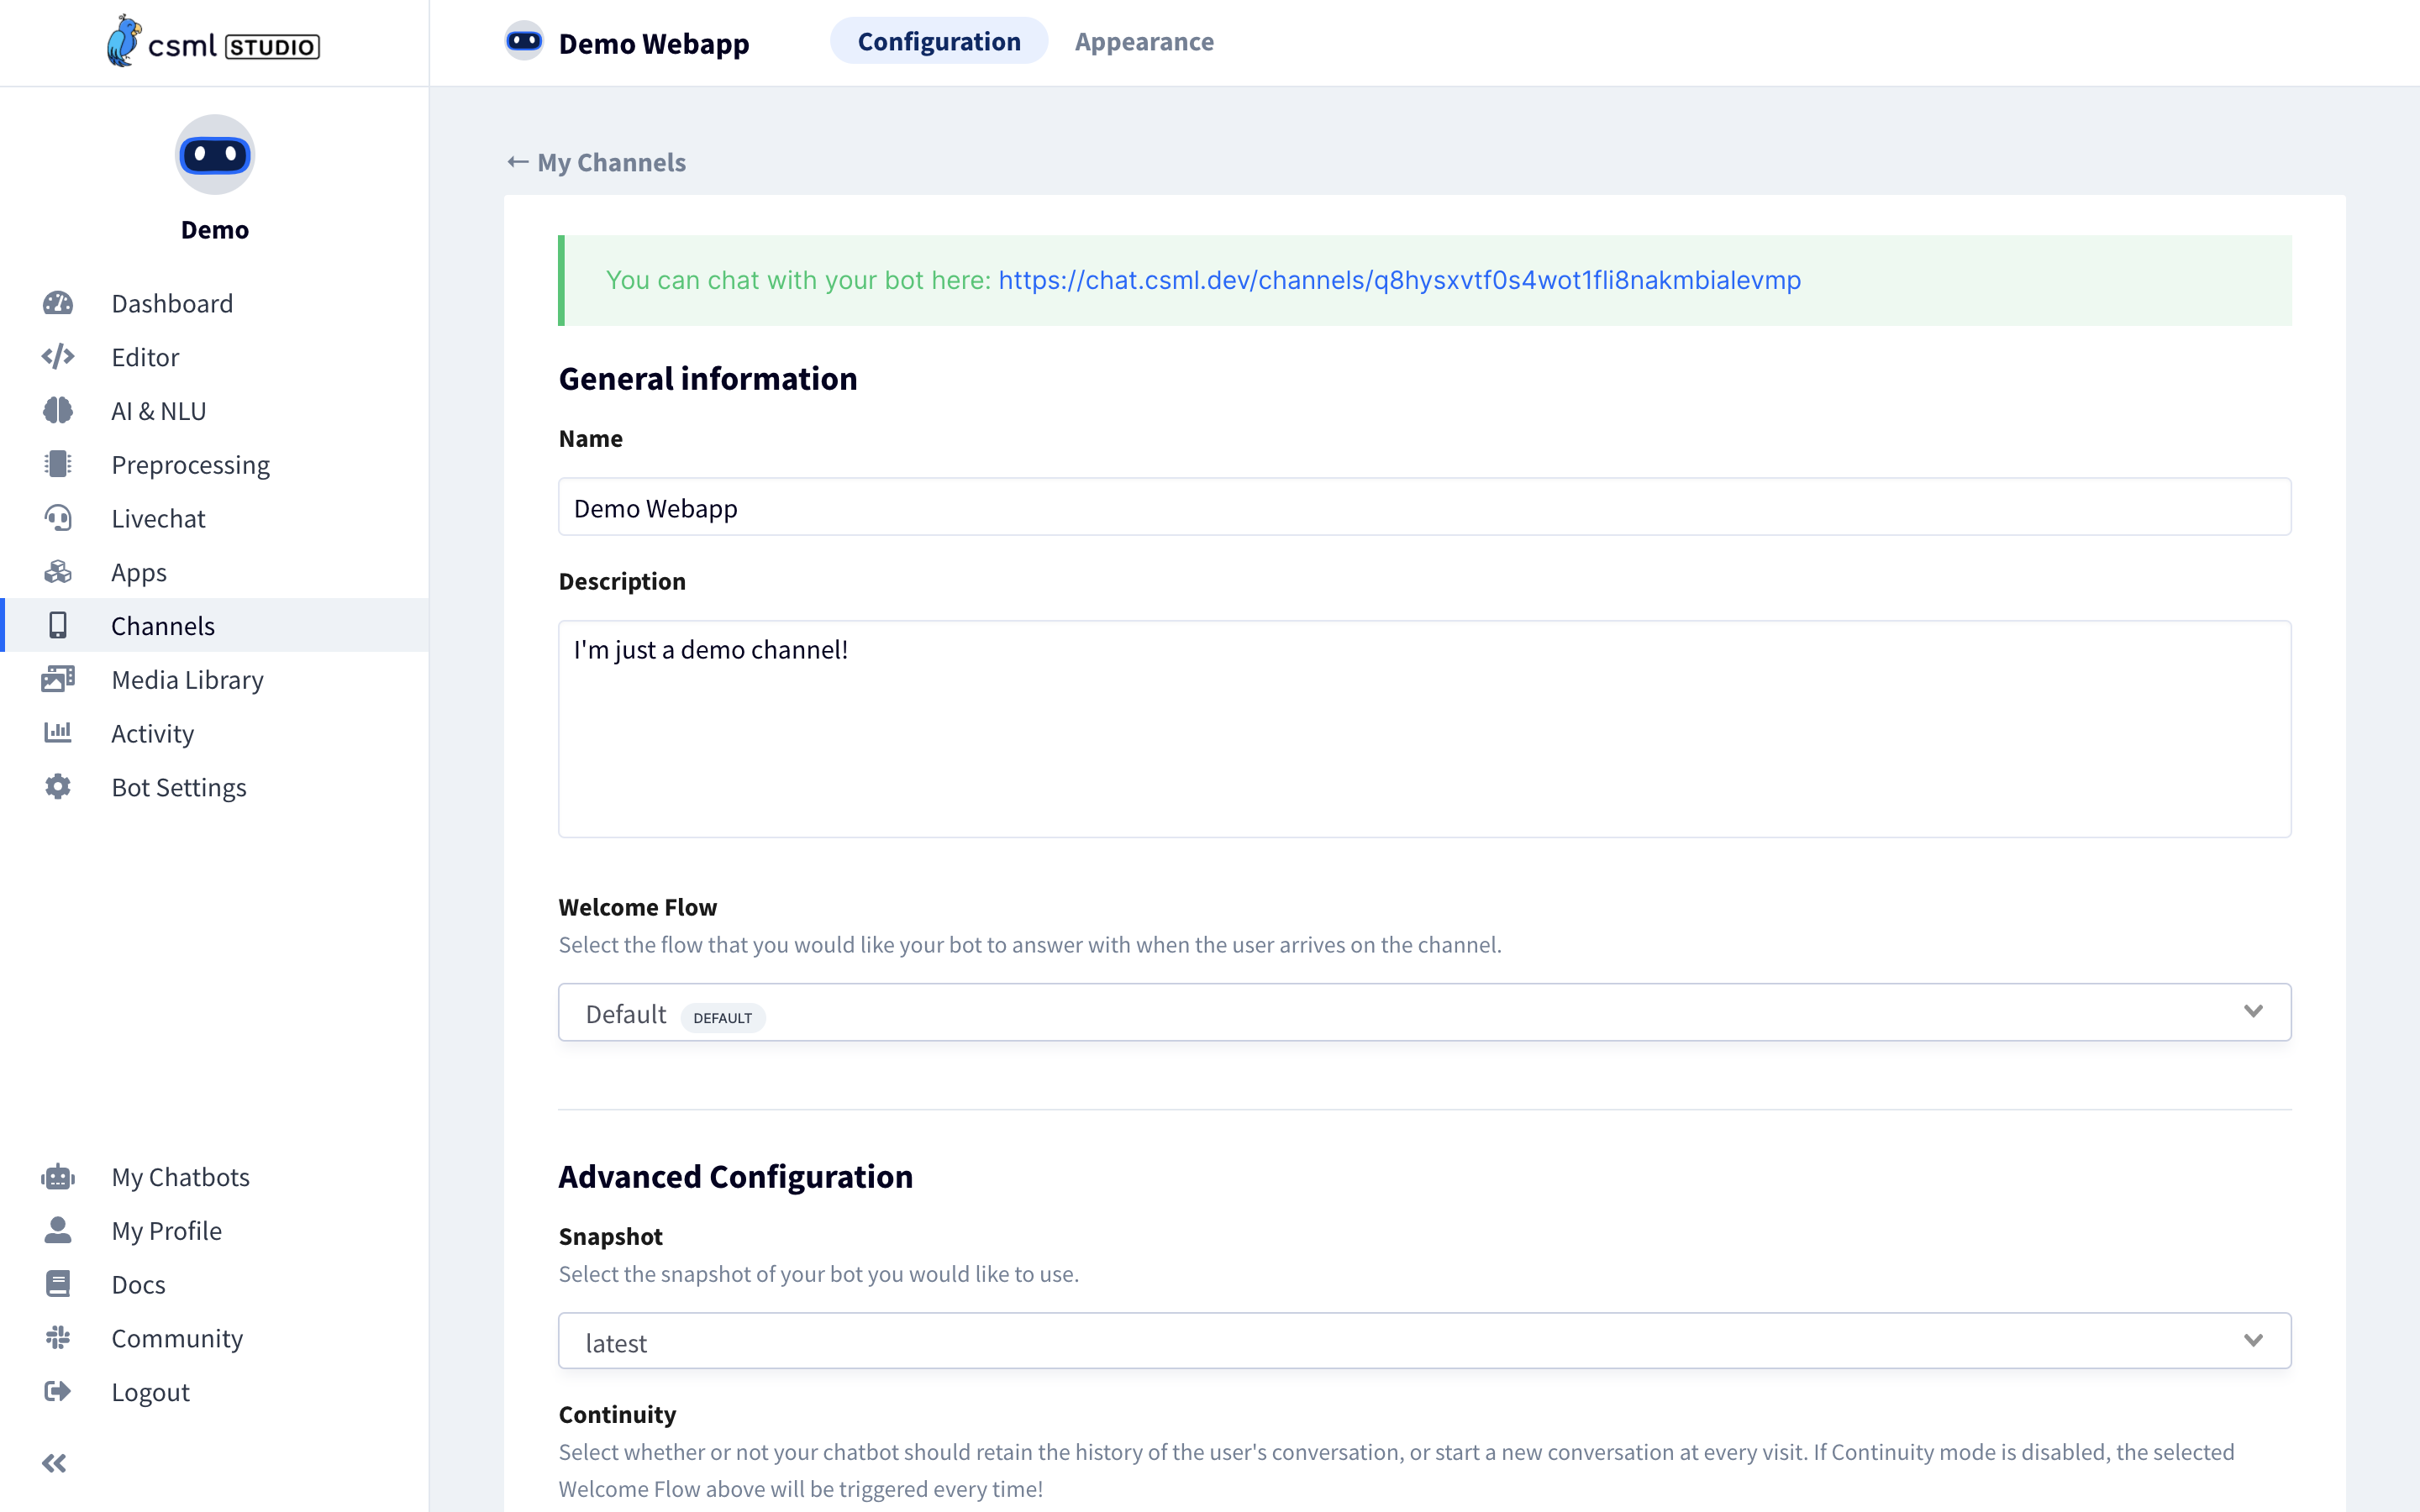 csml STUDIO
Demo Webapp
Configuration
Appearance
Demo
Dashboard
Editor
AI & NLU
Preprocessing
Livechat
Apps
Channels
Media Library
Activity
Bot Settings
My Chatbots
My Profile
Docs
Community
Logout
← My Channels
You can chat with your bot here: https://chat.csml.dev/channels/q8hysxvtf0s4wot1fli8nakmbialevmp
General information
Name
Demo Webapp
Description
I'm just a demo channel!
Welcome Flow
Select the flow that you would like your bot to answer with when the user arrives on the channel.
Default DEFAULT
Advanced Configuration
Snapshot
Select the snapshot of your bot you would like to use.
latest
Continuity
Select whether or not your chatbot should retain the history of the user's conversation, or start a new conversation at every visit. If Continuity mode is disabled, the selected
Welcome Flow above will be triggered every time!